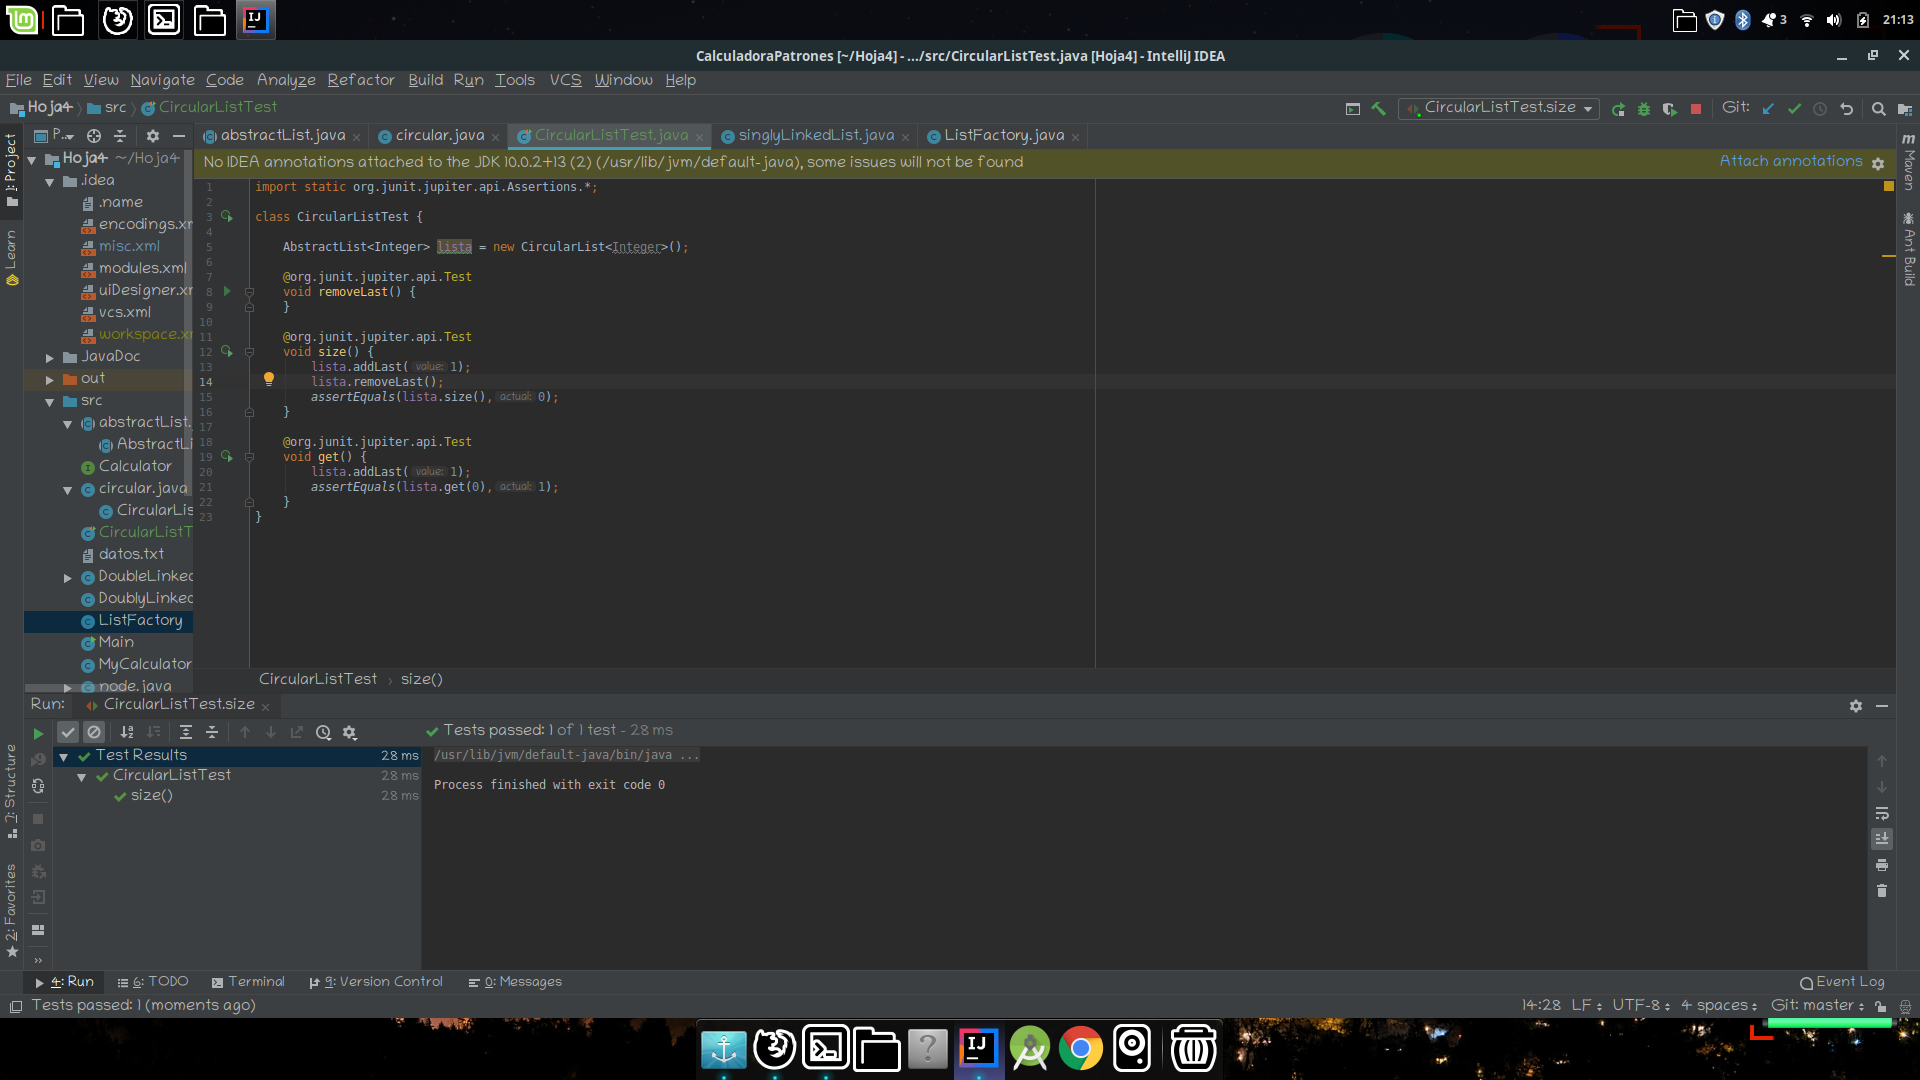 3
21:13
CalculadoraPatrones [~/Hoja4] - .../src/CircularListTest.java [Hoja4] - IntelliJ IDEA
File Edit View Navigate Code Analyze Refactor Build Run Tools VCS Window Help
Hoja4 src CircularListTest
CircularListTest.size
Git:
1: Project
Learn
7: Structure
2: Favorites
P..
abstractList.java
circular.java
CircularListTest.java
singlyLinkedList.java
ListFactory.java
No IDEA annotations attached to the JDK 10.0.2+13 (2) (/usr/lib/jvm/default-java), some issues will not be found
Attach annotations
Maven
Ant Build
Hoja4 ~/Hoja4
.idea
.name
encodings.xm
misc.xml
modules.xml
uiDesigner.xm
vcs.xml
workspace.xm
JavaDoc
out
src
abstractList.
AbstractLi
Calculator
circular.java
CircularLis
CircularListT
datos.txt
DoubleLinked
DoublyLinked
ListFactory
Main
MyCalculator
node.java
1 import static org.junit.jupiter.api.Assertions.*;
2
3 class CircularListTest {
4
5 AbstractList<Integer> lista = new CircularList<Integer>();
6
7 @org.junit.jupiter.api.Test
8 void removeLast() {
9 }
10
11 @org.junit.jupiter.api.Test
12 void size() {
13 lista.addLast( value: 1);
14 lista.removeLast();
15 assertEquals(lista.size(), actual: 0);
16 }
17
18 @org.junit.jupiter.api.Test
19 void get() {
20 lista.addLast( value: 1);
21 assertEquals(lista.get(0), actual: 1);
22 }
23 }
CircularListTest › size()
Run: CircularListTest.size
Tests passed: 1 of 1 test - 28 ms
Test Results 28 ms
CircularListTest 28 ms
size() 28 ms
/usr/lib/jvm/default-java/bin/java ...
Process finished with exit code 0
4: Run
6: TODO
Terminal
9: Version Control
0: Messages
Event Log
Tests passed: 1 (moments ago)
14:28 LF UTF-8 4 spaces Git: master
IJ